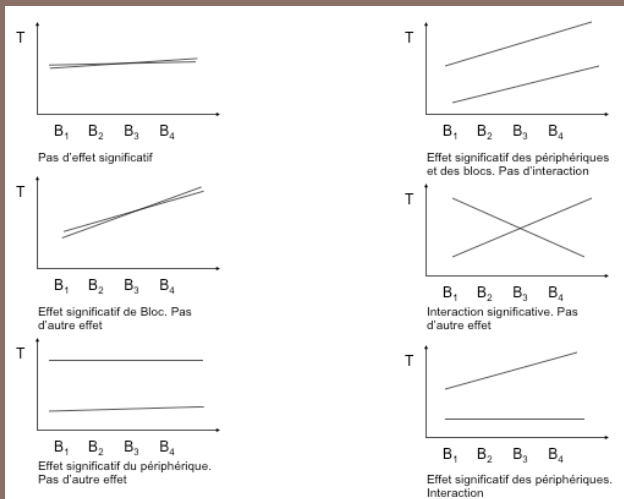 T
B₁ B₂ B₃ B₄
Pas d'effet significatif
T
B₁ B₂ B₃ B₄
Effet significatif des périphériques
et des blocs. Pas d'interaction
T
B₁ B₂ B₃ B₄
Effet significatif de Bloc. Pas
d'autre effet
T
B₁ B₂ B₃ B₄
Interaction significative. Pas
d'autre effet
T
B₁ B₂ B₃ B₄
Effet significatif du périphérique.
Pas d'autre effet
T
B₁ B₂ B₃ B₄
Effet significatif des périphériques.
Interaction